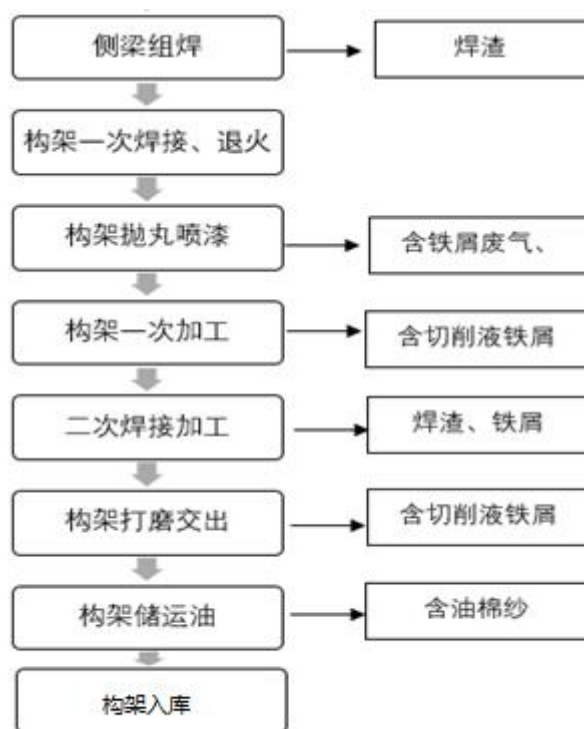 侧梁组焊
焊渣
构架一次焊接、退火
构架抛丸喷漆
含铁屑废气、
构架一次加工
含切削液铁屑
二次焊接加工
焊渣、铁屑
构架打磨交出
含切削液铁屑
构架储运油
含油棉纱
构架入库